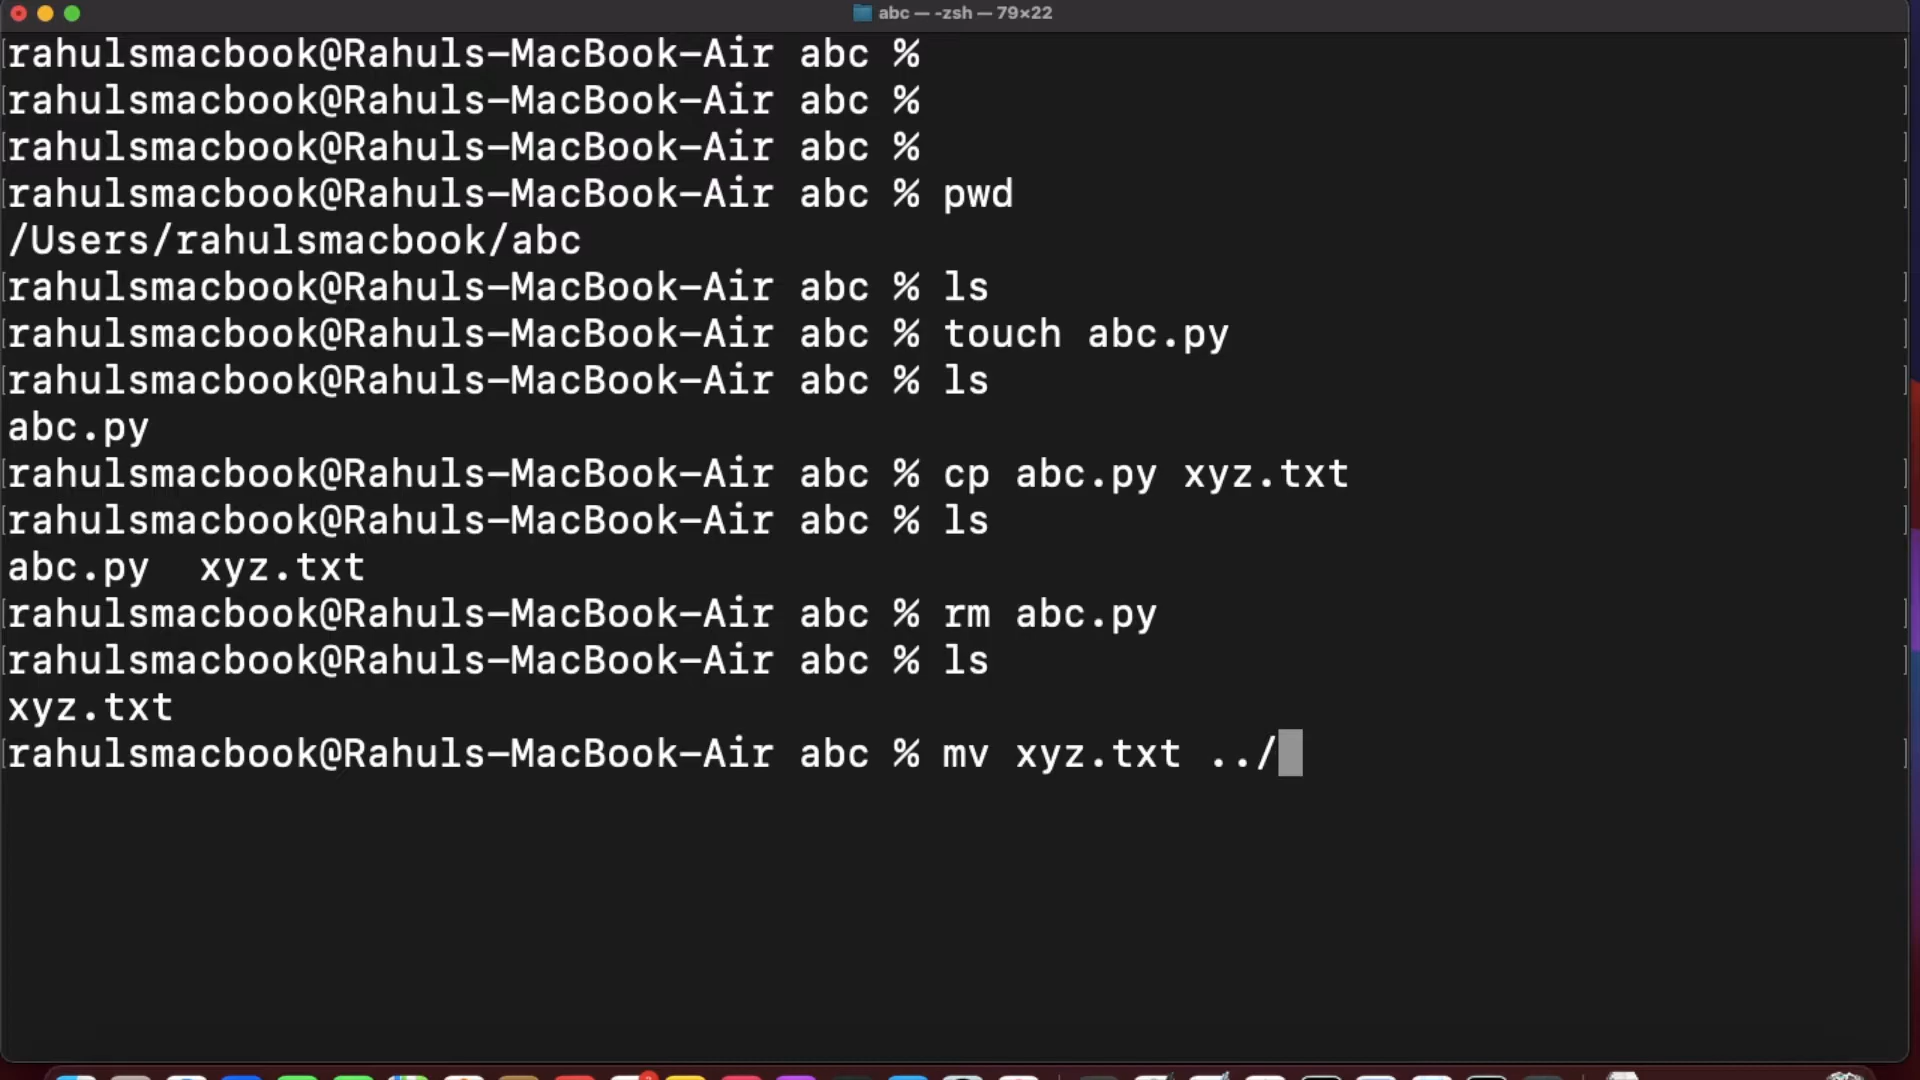 abc — -zsh — 79×22
rahulsmacbook@Rahuls-MacBook-Air abc %
rahulsmacbook@Rahuls-MacBook-Air abc %
rahulsmacbook@Rahuls-MacBook-Air abc %
rahulsmacbook@Rahuls-MacBook-Air abc % pwd
/Users/rahulsmacbook/abc
rahulsmacbook@Rahuls-MacBook-Air abc % ls
rahulsmacbook@Rahuls-MacBook-Air abc % touch abc.py
rahulsmacbook@Rahuls-MacBook-Air abc % ls
abc.py
rahulsmacbook@Rahuls-MacBook-Air abc % cp abc.py xyz.txt
rahulsmacbook@Rahuls-MacBook-Air abc % ls
abc.py  xyz.txt
rahulsmacbook@Rahuls-MacBook-Air abc % rm abc.py
rahulsmacbook@Rahuls-MacBook-Air abc % ls
xyz.txt
rahulsmacbook@Rahuls-MacBook-Air abc % mv xyz.txt ../